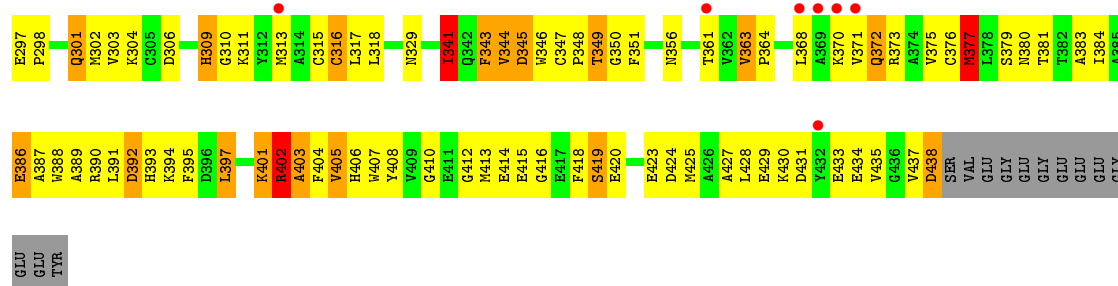 E297 P298 Q301 M302 V303 K304 C305 D306 H309 G310 K311 Y312 M313 A314 C315 C316 L317 L318 N329 I341 Q342 F343 V344 D345 W346 C347 P348 T349 G350 F351 N356 T361 V362 V363 P364 L368 A369 K370 V371 Q372 R373 A374 V375 C376 M377 L378 S379 N380 T381 T382 A383 I384 A385
E386 A387 W388 A389 R390 L391 D392 H393 K394 F395 D396 L397 K401 R402 A403 F404 V405 H406 W407 Y408 V409 G410 E411 G412 M413 E414 E415 G416 E417 F418 S419 E420 E423 D424 M425 A426 A427 L428 E429 K430 D431 Y432 E433 E434 V435 G436 V437 D438 SER VAL GLU GLY GLU GLY GLU GLU GLU GLY
GLU GLU TYR